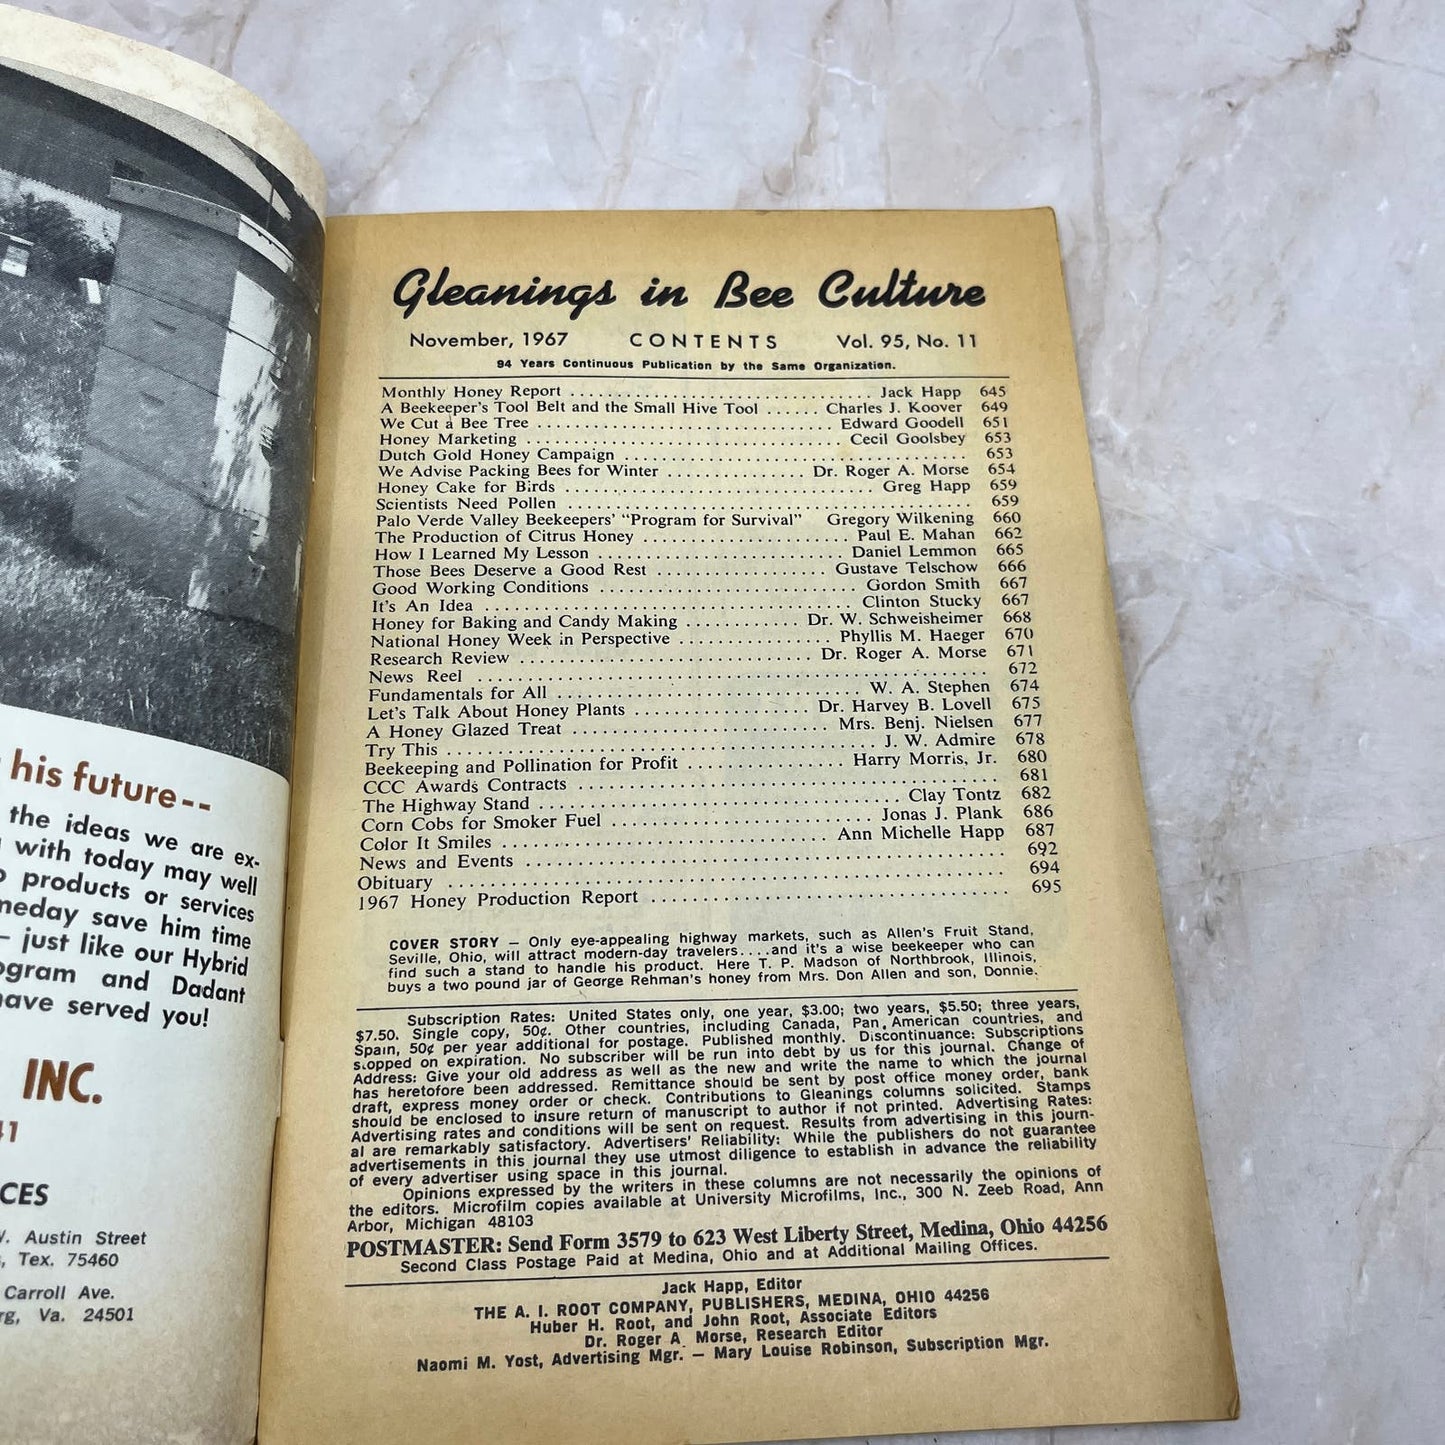 his future--
the ideas we are ex-
with today may well
products or services
meday save him time
– just like our Hybrid
ogram and Dadant
have served you!
INC.
41
CES
W. Austin Street
Tex. 75460
Carroll Ave.
rg, Va. 24501
Gleanings in Bee Culture
November, 1967 CONTENTS Vol. 95, No. 11
94 Years Continuous Publication by the Same Organization.
Monthly Honey Report .................................. Jack Happ 645
A Beekeeper's Tool Belt and the Small Hive Tool ...... Charles J. Koover 649
We Cut a Bee Tree .................................. Edward Goodell 651
Honey Marketing .................................. Cecil Goolsbey 653
Dutch Gold Honey Campaign .................................. 653
We Advise Packing Bees for Winter ............... Dr. Roger A. Morse 654
Honey Cake for Birds .................................. Greg Happ 659
Scientists Need Pollen .................................. 659
Palo Verde Valley Beekeepers' "Program for Survival" Gregory Wilkening 660
The Production of Citrus Honey ....................... Paul E. Mahan 662
How I Learned My Lesson ........................... Daniel Lemmon 665
Those Bees Deserve a Good Rest .................. Gustave Telschow 666
Good Working Conditions ............................ Gordon Smith 667
It's An Idea .................................. Clinton Stucky 667
Honey for Baking and Candy Making ............ Dr. W. Schweisheimer 668
National Honey Week in Perspective ................ Phyllis M. Haeger 670
Research Review .............................. Dr. Roger A. Morse 671
News Reel .................................. 672
Fundamentals for All .............................. W. A. Stephen 674
Let's Talk About Honey Plants .................. Dr. Harvey B. Lovell 675
A Honey Glazed Treat .......................... Mrs. Benj. Nielsen 677
Try This .................................. J. W. Admire 678
Beekeeping and Pollination for Profit ................ Harry Morris, Jr. 680
CCC Awards Contracts .................................. 681
The Highway Stand .................................. Clay Tontz 682
Corn Cobs for Smoker Fuel .......................... Jonas J. Plank 686
Color It Smiles .................................. Ann Michelle Happ 687
News and Events .................................. 692
Obituary .................................. 694
1967 Honey Production Report .................................. 695
COVER STORY – Only eye-appealing highway markets, such as Allen's Fruit Stand,
Seville, Ohio, will attract modern-day travelers....and it's a wise beekeeper who can
find such a stand to handle his product. Here T. P. Madson of Northbrook, Illinois,
buys a two pound jar of George Rehman's honey from Mrs. Don Allen and son, Donnie.
Subscription Rates: United States only, one year, $3.00; two years, $5.50; three years,
$7.50. Single copy, 50¢. Other countries, including Canada, Pan American countries, and
Spain, 50¢ per year additional for postage. Published monthly. Discontinuance: Subscriptions
stopped on expiration. No subscriber will be run into debt by us for this journal. Change of
Address: Give your old address as well as the new and write the name to which the journal
has heretofore been addressed. Remittance should be sent by post office money order, bank
draft, express money order or check. Contributions to Gleanings columns solicited. Stamps
should be enclosed to insure return of manuscript to author if not printed. Advertising Rates:
Advertising rates and conditions will be sent on request. Results from advertising in this journ-
al are remarkably satisfactory. Advertisers' Reliability: While the publishers do not guarantee
advertisements in this journal they use utmost diligence to establish in advance the reliability
of every advertiser using space in this journal.
Opinions expressed by the writers in these columns are not necessarily the opinions of
the editors. Microfilm copies available at University Microfilms, Inc., 300 N. Zeeb Road, Ann
Arbor, Michigan 48103
POSTMASTER: Send Form 3579 to 623 West Liberty Street, Medina, Ohio 44256
Second Class Postage Paid at Medina, Ohio and at Additional Mailing Offices.
Jack Happ, Editor
THE A. I. ROOT COMPANY, PUBLISHERS, MEDINA, OHIO 44256
Huber H. Root, and John Root, Associate Editors
Dr. Roger A. Morse, Research Editor
Naomi M. Yost, Advertising Mgr. – Mary Louise Robinson, Subscription Mgr.